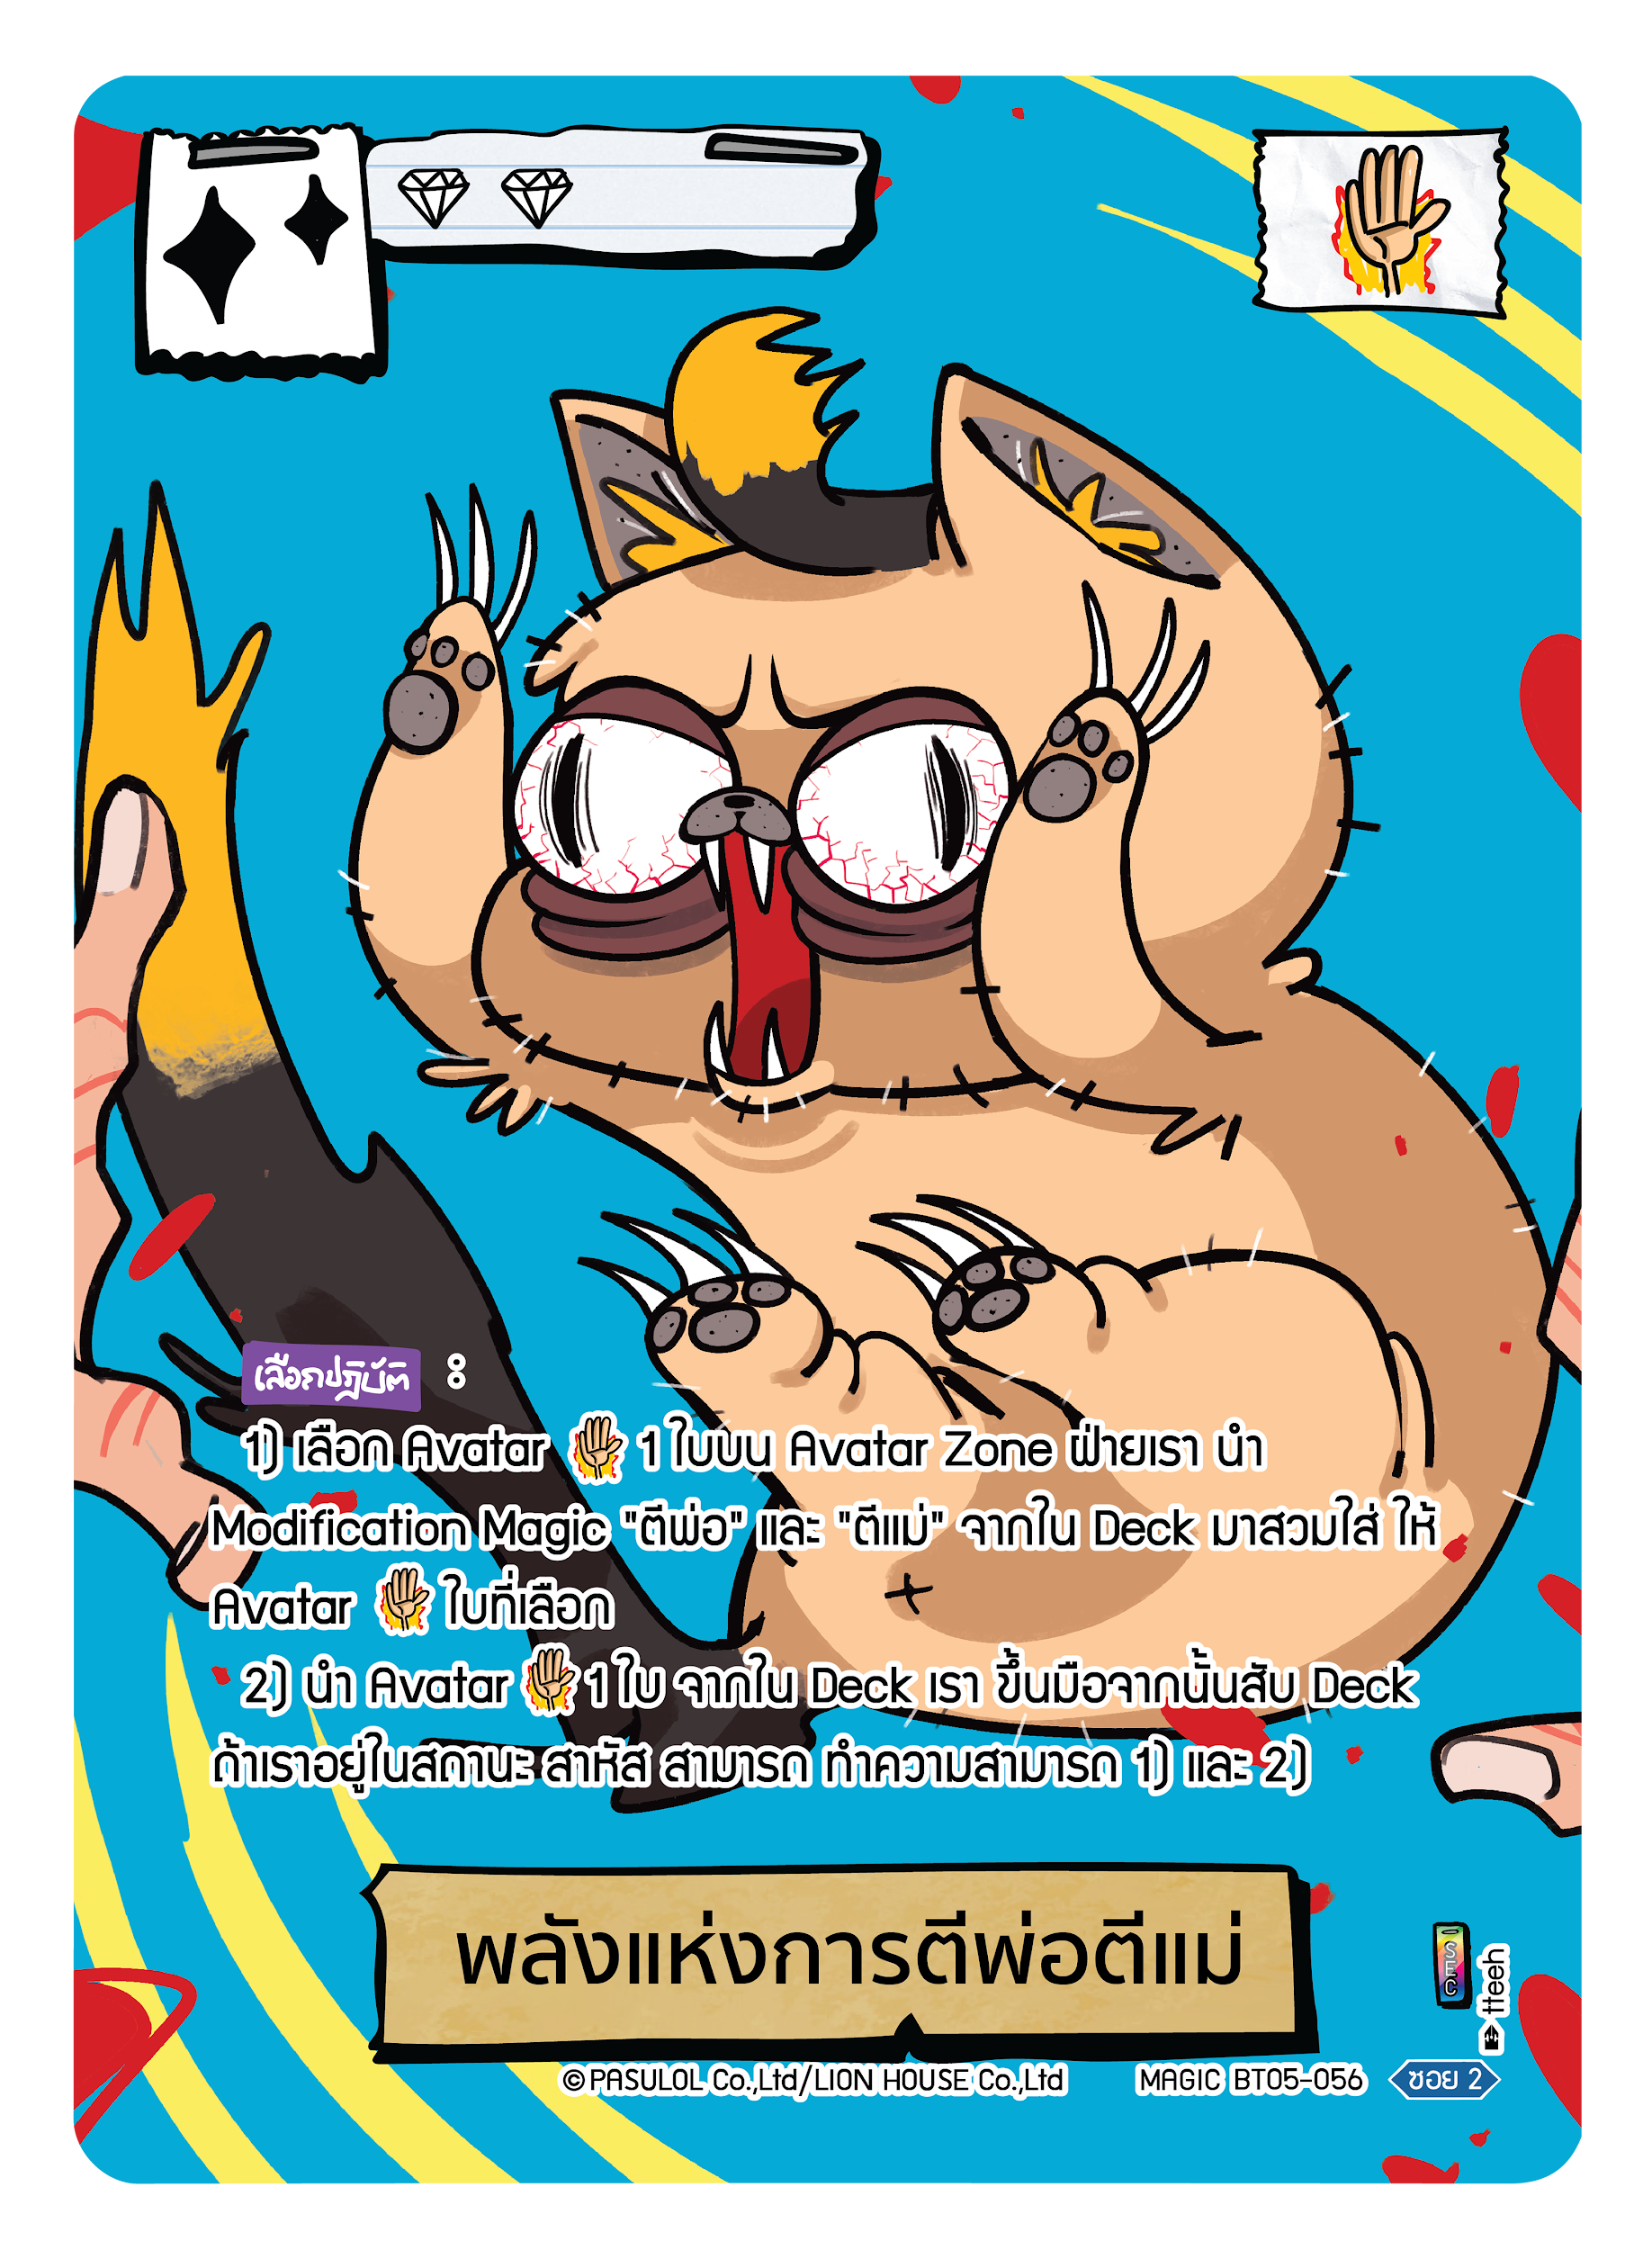 เลือกปฏิบัติ :
1) เลือก Avatar 1 ใบบน Avatar Zone ฝ่ายเรา นำ
Modification Magic "ตีพ่อ" และ "ตีแม่" จากใน Deck มาสวมใส่ ให้
Avatar ใบที่เลือก
2) นำ Avatar 1 ใบ จากใน Deck เรา ขึ้นมือจากนั้นสับ Deck
ถ้าเราอยู่ในสถานะ สาหัส สามารถ ทำความสามารถ 1) และ 2)
พลังแห่งการตีพ่อตีแม่
SEC
tteeh
©PASULOL Co.,Ltd/LION HOUSE Co.,Ltd MAGIC BT05-056 ซอย 2